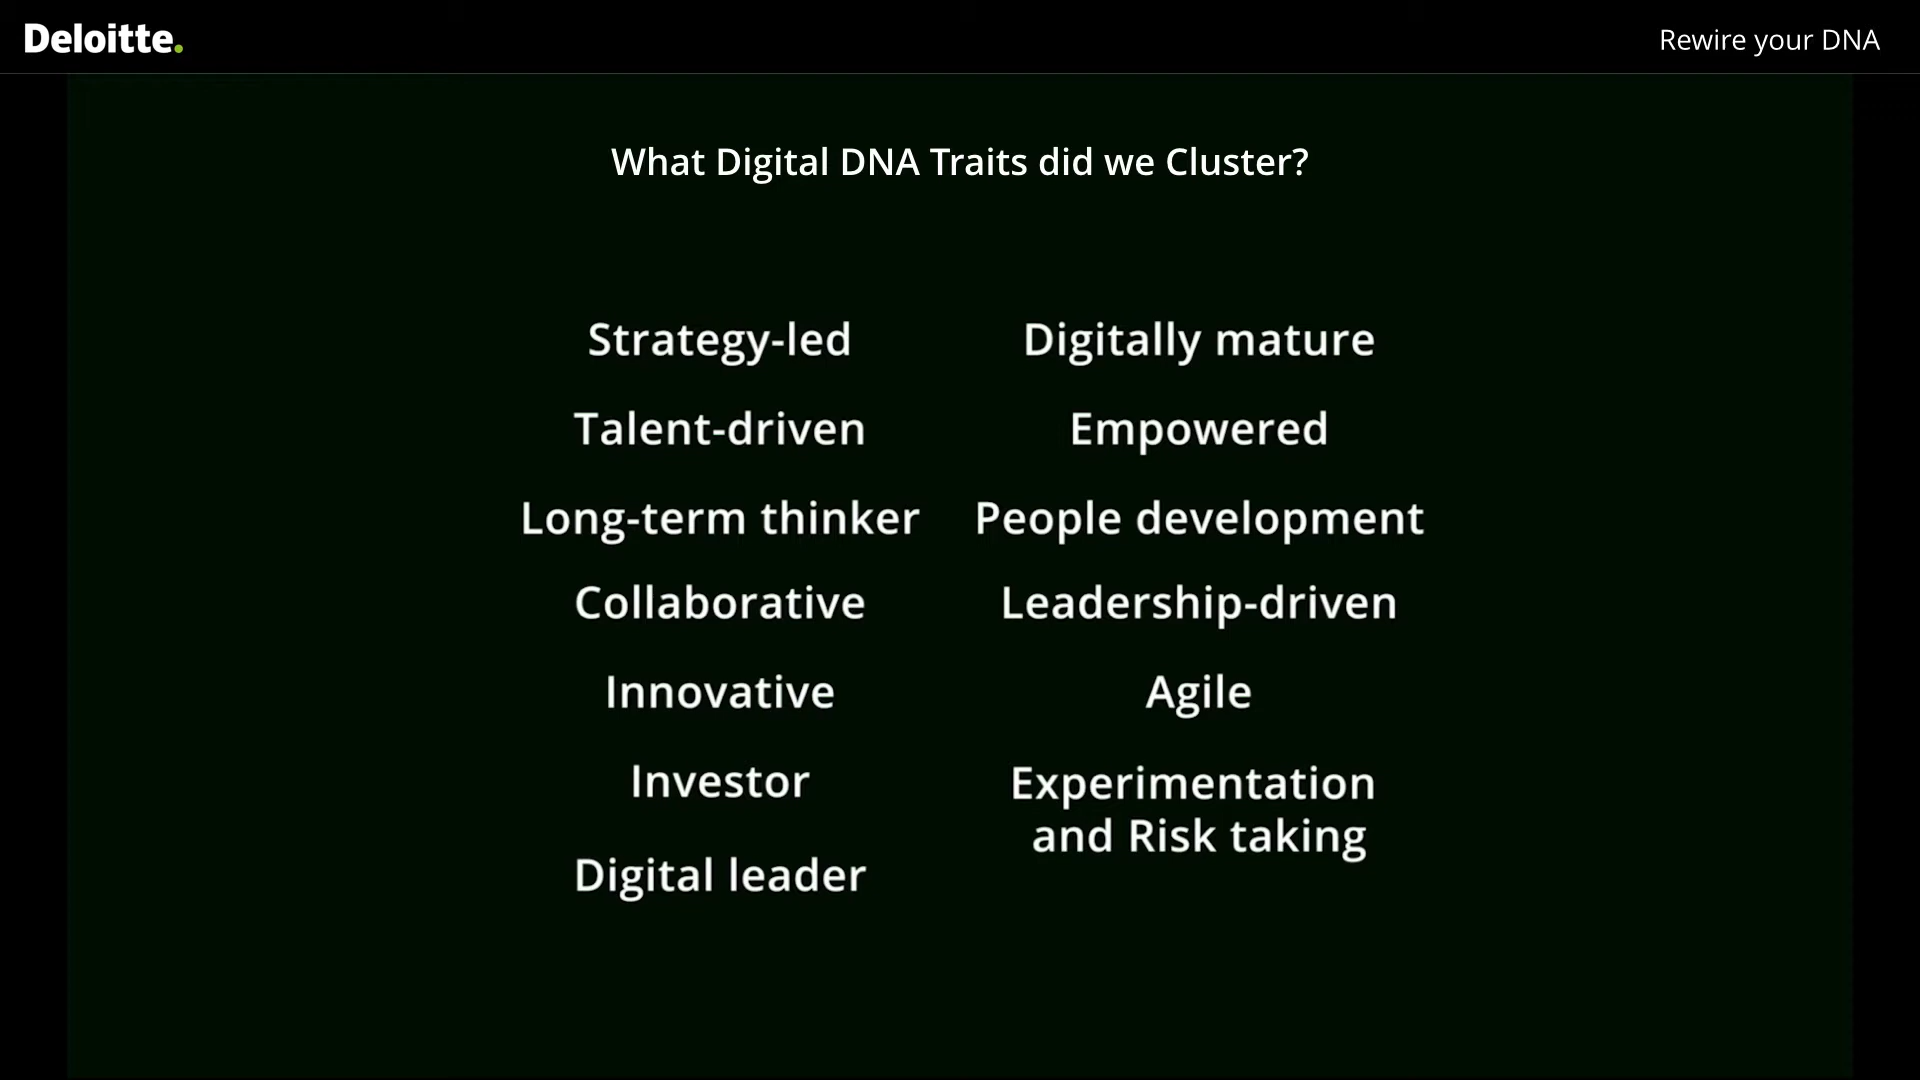 Deloitte.
Rewire your DNA
What Digital DNA Traits did we Cluster?
Strategy-led
Digitally mature
Talent-driven
Empowered
Long-term thinker
People development
Collaborative
Leadership-driven
Innovative
Agile
Investor
Experimentation
and Risk taking
Digital leader